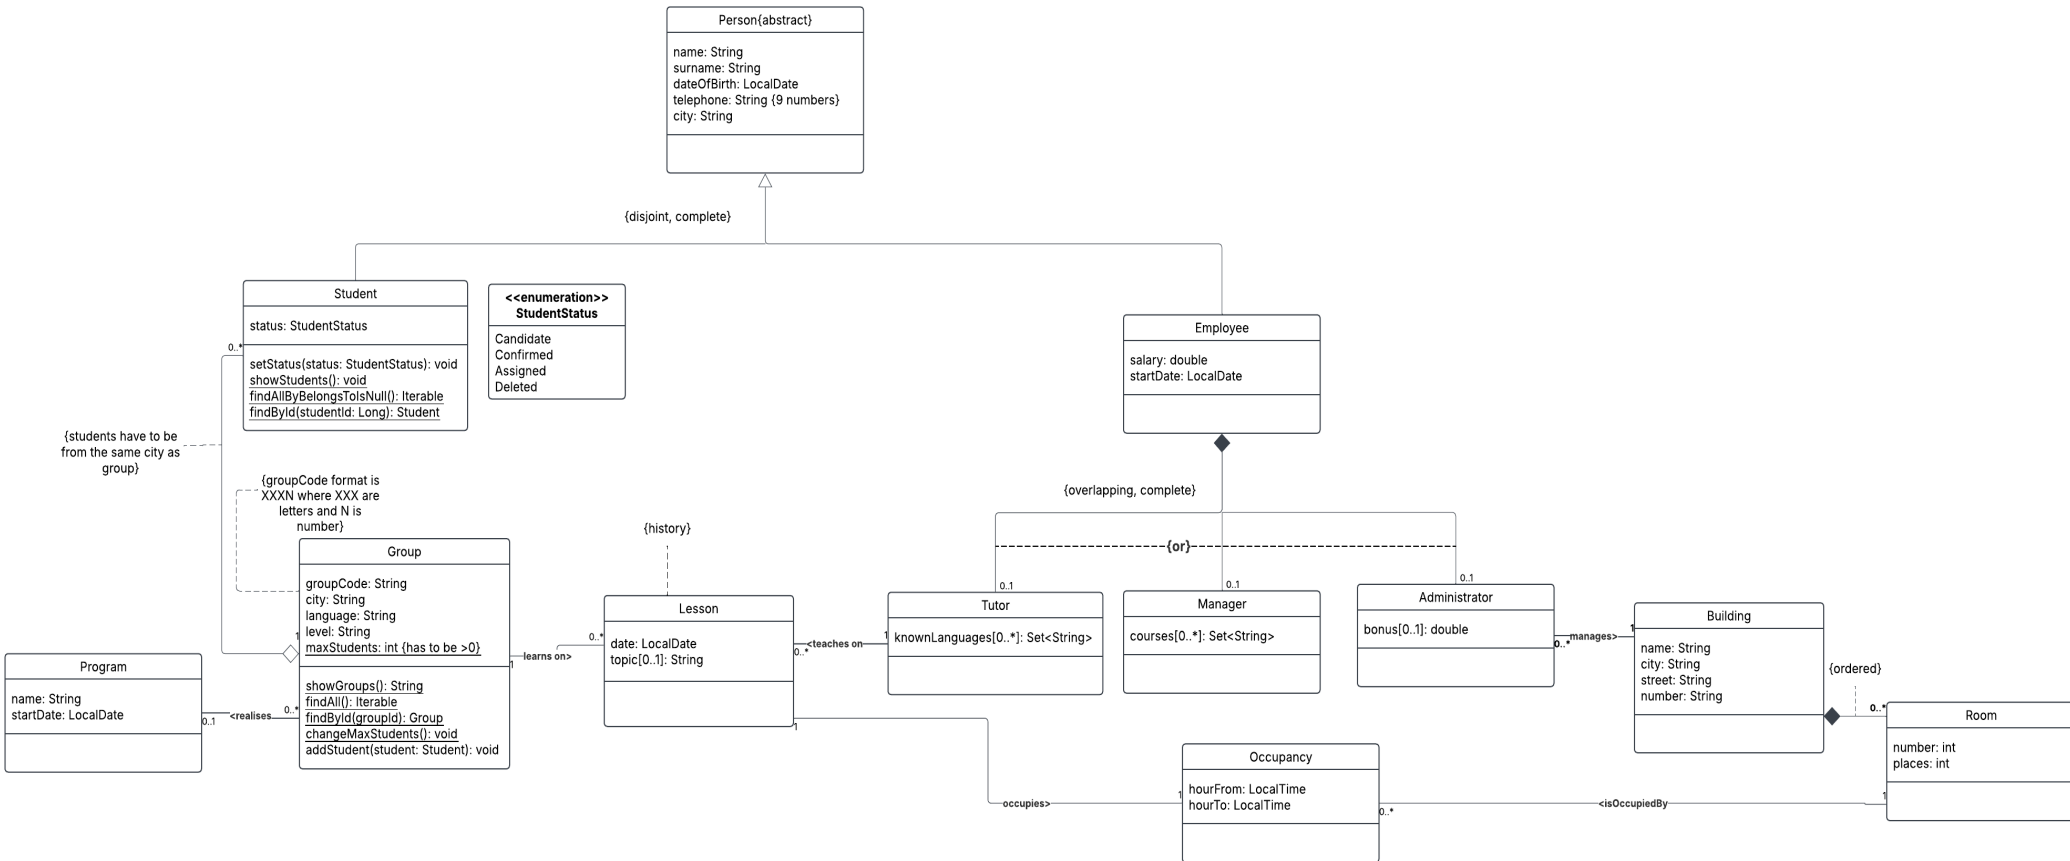 Person{abstract}
name: String
surname: String
dateOfBirth: LocalDate
telephone: String {9 numbers}
city: String
{disjoint, complete}
Student
status: StudentStatus
setStatus(status: StudentStatus): void
showStudents(): void
findAllByBelongsToIsNull(): Iterable
findById(studentId: Long): Student
<<enumeration>>
StudentStatus
Candidate
Confirmed
Assigned
Deleted
Employee
salary: double
startDate: LocalDate
0..*
{students have to be
from the same city as
group}
{groupCode format is
XXXN where XXX are
letters and N is
number}
{overlapping, complete}
{or}
{history}
Group
groupCode: String
city: String
language: String
level: String
maxStudents: int {has to be >0}
showGroups(): String
findAll(): Iterable
findById(groupId): Group
changeMaxStudents(): void
addStudent(student: Student): void
1
Program
name: String
startDate: LocalDate
0..1
<realises
0..*
1
learns on>
0..*
Lesson
date: LocalDate
topic[0..1]: String
0..*
<teaches on
1
0..1
Tutor
knownLanguages[0..*]: Set<String>
0..1
Manager
courses[0..*]: Set<String>
0..1
Administrator
bonus[0..1]: double
0..*
manages>
1
Building
name: String
city: String
street: String
number: String
{ordered}
0..*
Room
number: int
places: int
1
occupies>
1
Occupancy
hourFrom: LocalTime
hourTo: LocalTime
0..*
<isOccupiedBy
1